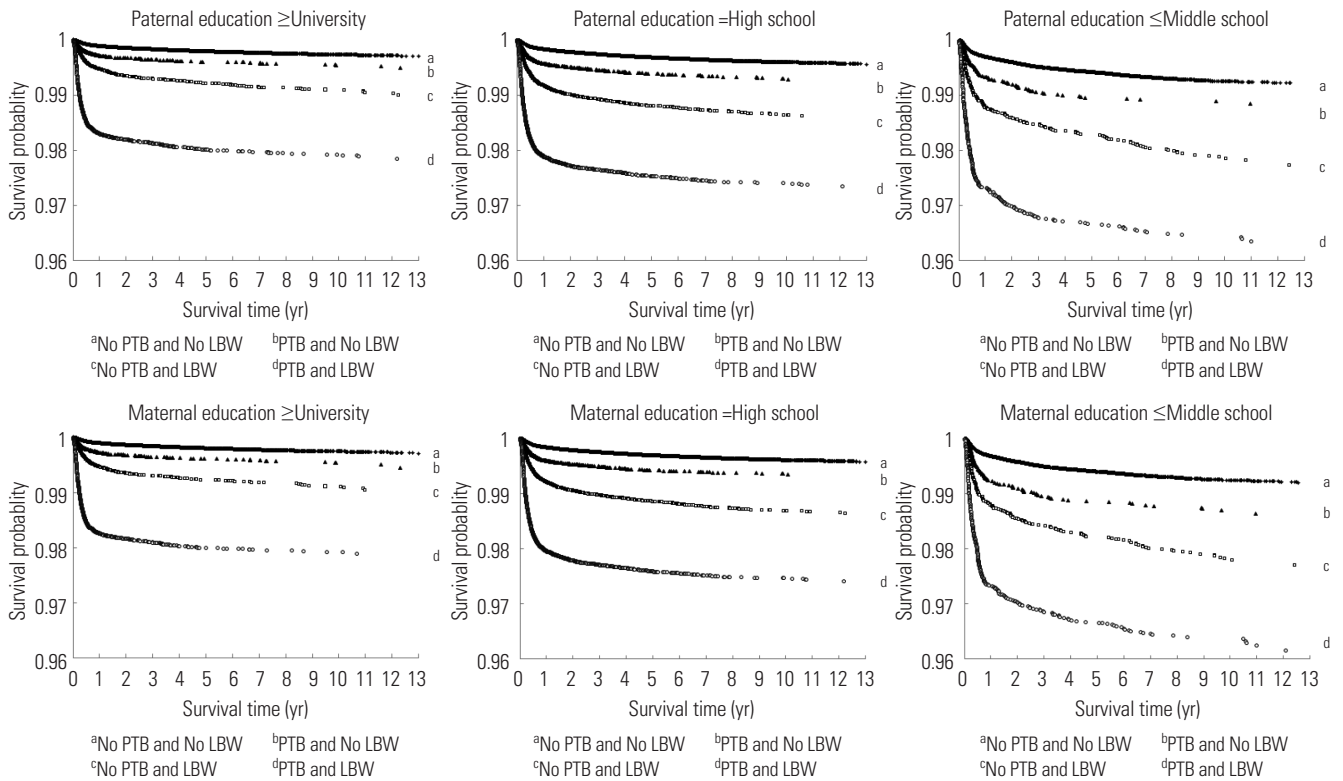 Paternal education ≥University
Survival probablity
1
0.99
0.98
0.97
0.96
a
b
c
d
0 1 2 3 4 5 6 7 8 9 10 11 12 13
Survival time (yr)
aNo PTB and No LBW bPTB and No LBW
cNo PTB and LBW dPTB and LBW
Paternal education =High school
Survival probablity
1
0.99
0.98
0.97
0.96
a
b
c
d
0 1 2 3 4 5 6 7 8 9 10 11 12 13
Survival time (yr)
aNo PTB and No LBW bPTB and No LBW
cNo PTB and LBW dPTB and LBW
Paternal education ≤Middle school
Survival probablity
1
0.99
0.98
0.97
0.96
a
b
c
d
0 1 2 3 4 5 6 7 8 9 10 11 12 13
Survival time (yr)
aNo PTB and No LBW bPTB and No LBW
cNo PTB and LBW dPTB and LBW
Maternal education ≥University
Survival probablity
1
0.99
0.98
0.97
0.96
a
b
c
d
0 1 2 3 4 5 6 7 8 9 10 11 12 13
Survival time (yr)
aNo PTB and No LBW bPTB and No LBW
cNo PTB and LBW dPTB and LBW
Maternal education =High school
Survival probablity
1
0.99
0.98
0.97
0.96
a
b
c
d
0 1 2 3 4 5 6 7 8 9 10 11 12 13
Survival time (yr)
aNo PTB and No LBW bPTB and No LBW
cNo PTB and LBW dPTB and LBW
Maternal education ≤Middle school
Survival probablity
1
0.99
0.98
0.97
0.96
a
b
c
d
0 1 2 3 4 5 6 7 8 9 10 11 12 13
Survival time (yr)
aNo PTB and No LBW bPTB and No LBW
cNo PTB and LBW dPTB and LBW